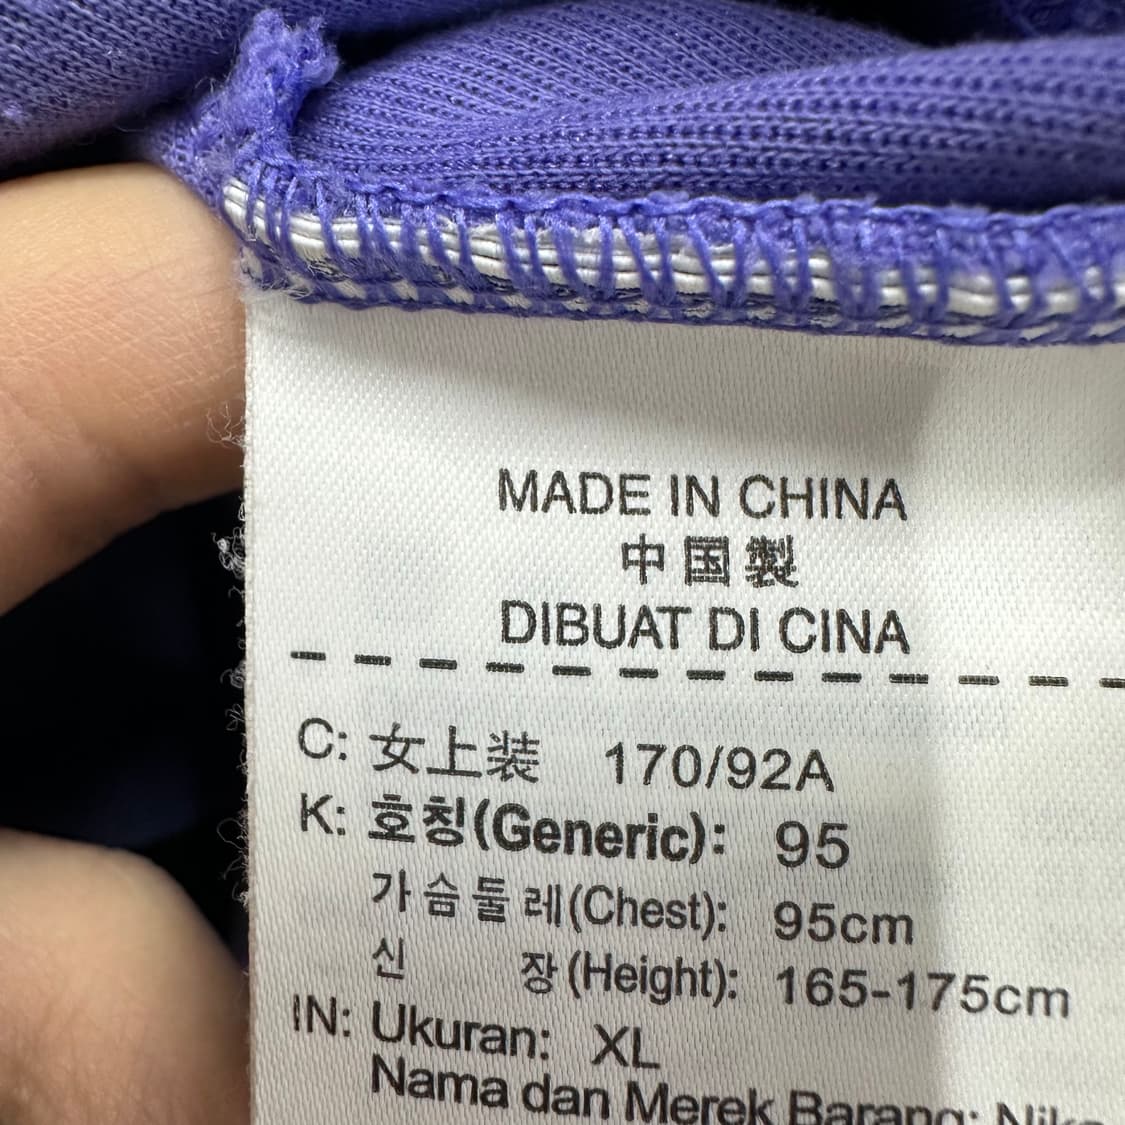 MADE IN CHINA
中国製
DIBUAT DI CINA
C: 女上装 170/92A
K: 호칭(Generic): 95
가슴둘레(Chest): 95cm
신 장(Height): 165-175cm
IN: Ukuran: XL
Nama dan Merek Barang: Nike